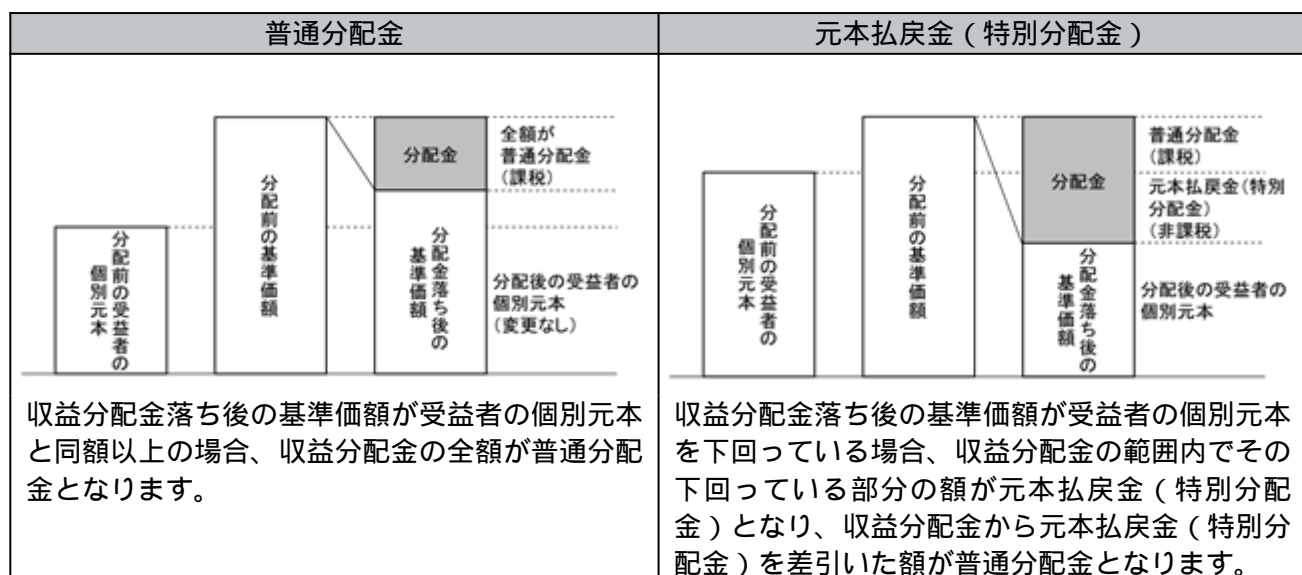 普通分配金
分配前の受益者の
個別元本
分配前の基準価額
分配金
分配金落ち後の
基準価額
全額が
普通分配金
(課税)
分配後の受益者の
個別元本
(変更なし)
収益分配金落ち後の基準価額が受益者の個別元本
と同額以上の場合、収益分配金の全額が普通分配
金となります。
元本払戻金(特別分配金)
分配前の受益者の
個別元本
分配前の基準価額
分配金
分配金落ち後の
基準価額
普通分配金
(課税)
元本払戻金(特別
分配金)
(非課税)
分配後の受益者の
個別元本
収益分配金落ち後の基準価額が受益者の個別元本
を下回っている場合、収益分配金の範囲内でその
下回っている部分の額が元本払戻金(特別分配
金)となり、収益分配金から元本払戻金(特別分
配金)を差引いた額が普通分配金となります。